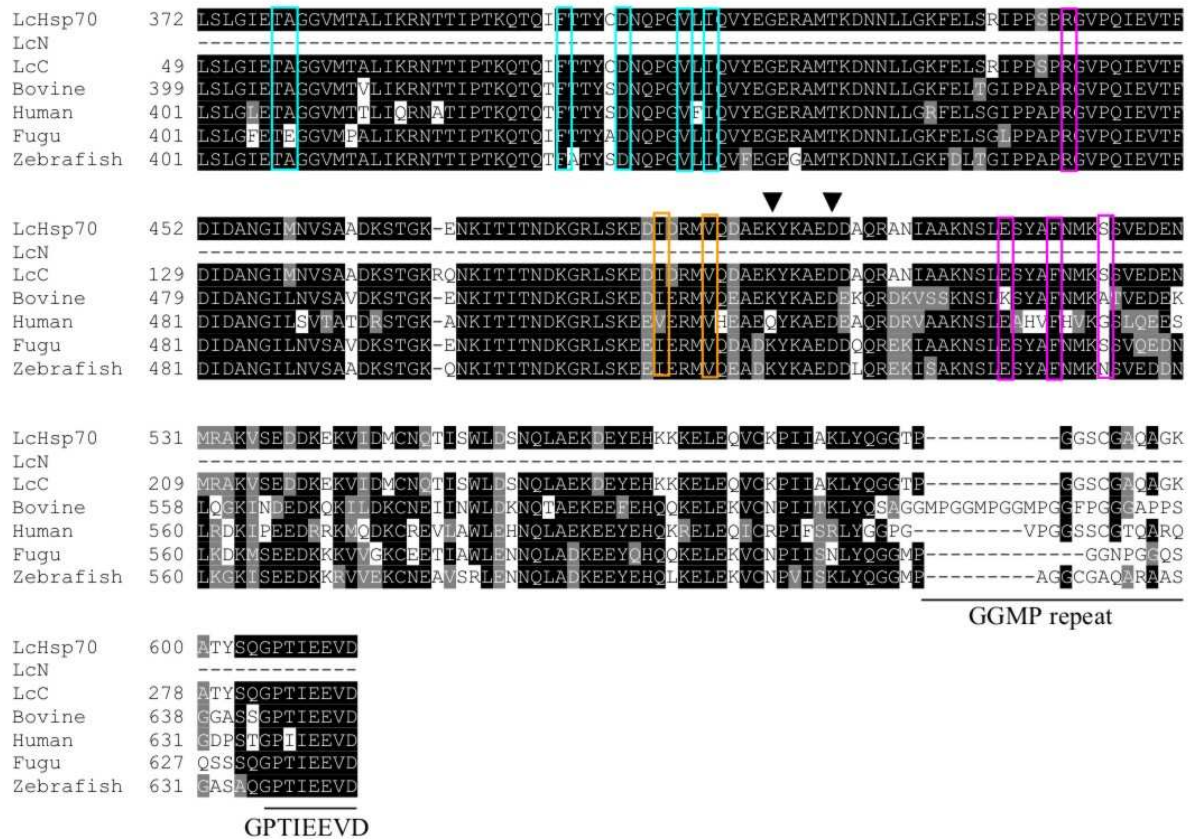 LcHsp70 372 LSLGIETAGGVMTALIKRNTTIPTKQTQIFTTYCDNQPGVLIQVYEGERAMTKDNNLLGKFELSRIPPSPRGVPQIEVTF
LcN --------------------------------------------------------------------------------
LcC 49 LSLGIETAGGVMTALIKRNTTIPTKQTQIFTTYCDNQPGVLIQVYEGERAMTKDNNLLGKFELSRIPPSPRGVPQIEVTF
Bovine 399 LSLGIETAGGVMTVLIKRNTTIPTKQTQTFTTYSDNQPGVLIQVYEGERAMTKDNNLLGKFELTGIPPAPRGVPQIEVTF
Human 401 LSLGLETAGGVMTTLIQRNATIPTKQTQTFTTYSDNQPGVFIQVYEGERAMTKDNNLLGRFELSGIPPAPRGVPQIEVTF
Fugu 401 LSLGFETEGGVMPALIKRNTTIPTKQTQTFTTYSDNQPGVLIQVYEGERAMTKDNNLLGKFELSGLPPAPRGVPQIEVTF
Zebrafish 401 LSLGIETAGGVMTALIKRNTTIPTKQTQTFATYSDNQPGVLIQVFEGEGAMTKDNNLLGKFDLTGIPPAPRGVPQIEVTF
LcHsp70 452 DIDANGIMNVSAADKSTGK-ENKITITNDKGRLSKEDIDRMVQDAEKYKAEDDAQRANIAAKNSLESYAFNMKSSVEDEN
LcN --------------------------------------------------------------------------------
LcC 129 DIDANGIMNVSAADKSTGKRQNKITITNDKGRLSKEDIDRMVQDAEKYKAEDDAQRANIAAKNSLESYAFNMKSSVEDEN
Bovine 479 DIDANGILNVSAVDKSTGK-ENKITITNDKGRLSKEDIERMVQEAEKYKAEDEKQRDKVSSKNSLKSYAFNMKATVEDEK
Human 481 DIDANGILSVTATDRSTGK-ANKITITNDKGRLSKEEVERMVHEAEQYKAEDEAQRDRVAAKNSLEAHVFHVKGSLQEES
Fugu 481 DIDANGILNVSAADKSTGK-ENKITITNDKGRLSKEEIERMVQDADKYKAEDDQQREKIAAKNSLESYAFNMKSSVQEDN
Zebrafish 481 DIDANGILNVSAADKSTGK-QNKITITNDKGRLSKEEIERMVQEADKYKAEDDLQREKISAKNSLESYAFNMKNSVEDDN
LcHsp70 531 MRAKVSEDDKEKVIDMCNQTISWLDSNQLAEKDEYEHKKKELEQVCKPIIAKLYQGGTP-----------GGSCGAQAGK
LcN --------------------------------------------------------------------------------
LcC 209 MRAKVSEDDKEKVIDMCNQTISWLDSNQLAEKDEYEHKKKELEQVCKPIIAKLYQGGTP-----------GGSCGAQAGK
Bovine 558 LQGKINDEDKQKILDKCNEIINWLDKNQTAEKEEFEHQQKELEQVCNPIITKLYQSAGGMPGGMPGGMPGGFPGGGAPPS
Human 560 LRDKIPEEDRRKMQDKCREVLAWLEHNQLAEKEEYEHQKRELEQICRPIFSRLYGGPG---------VPGGSSCGTQARQ
Fugu 560 LKDKMSEEDKKKVVGKCEETIAWLENNQLADKEEYQHQQKELEKVCNPIISNLYQGGMP-------------GGNPGGQS
Zebrafish 560 LKGKISEEDKKRVVEKCNEAVSRLENNQLADKEEYEHQLKELEKVCNPVISKLYQGGMP---------AGGCGAQARAAS
GGMP repeat
LcHsp70 600 ATYSQGPTIEEVD
LcN -------------
LcC 278 ATYSQGPTIEEVD
Bovine 638 GGASSGPTIEEVD
Human 631 GDPSTGPIIEEVD
Fugu 627 QSSSQGPTIEEVD
Zebrafish 631 GASAQGPTIEEVD
GPTIEEVD